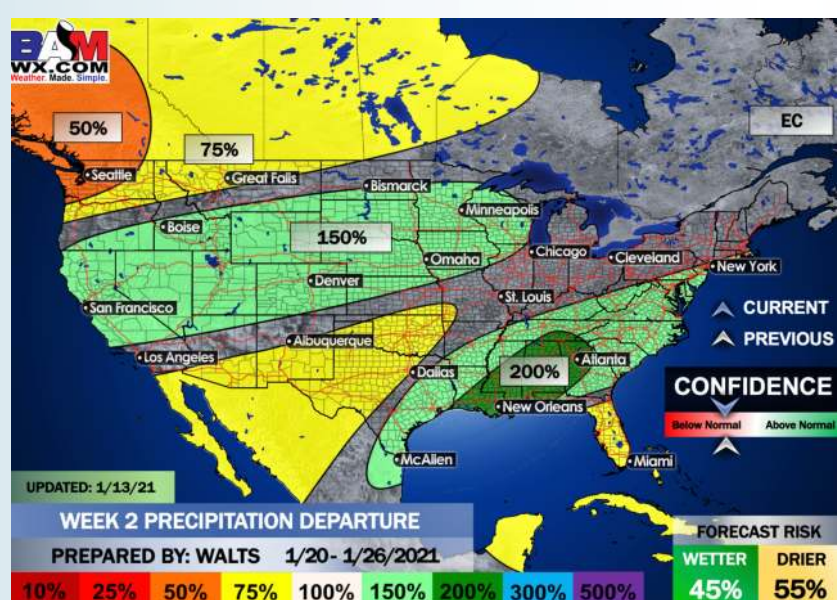 BAM
WX.COM
Weather. Made. Simple.
50%
75%
EC
Seattle
Great Falls
Bismarck
Minneapolis
Boise
150%
Omaha
Chicago
Cleveland
New York
Denver
San Francisco
St. Louis
CURRENT
PREVIOUS
Los Angeles
Albuquerque
Dallas
200%
Atlanta
New Orleans
CONFIDENCE
Below Normal Above Normal
McAllen
Miami
UPDATED: 1/13/21
WEEK 2 PRECIPITATION DEPARTURE
PREPARED BY: WALTS 1/20 - 1/26/2021
FORECAST RISK
WETTER DRIER
45% 55%
10% 25% 50% 75% 100% 150% 200% 300% 500%